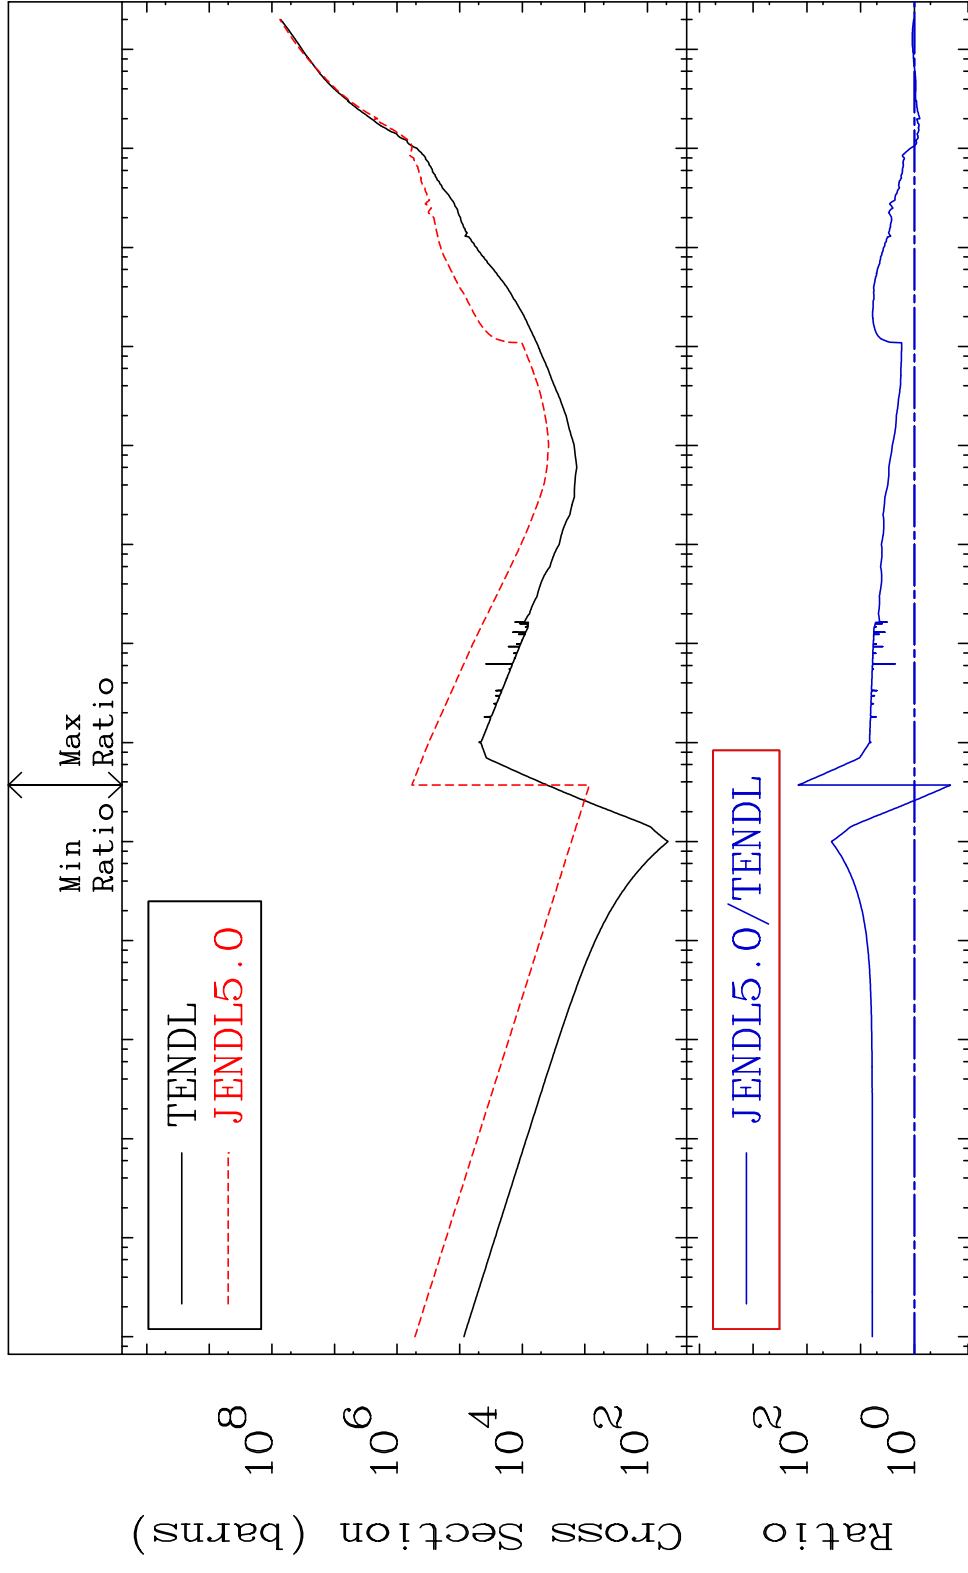 Min Max
Ratio Ratio
TENDL
JENDL5.0
10^8
10^6
10^4
10^2
Cross Section (barns)
JENDL5.0/TENDL
10^2
10^0
Ratio